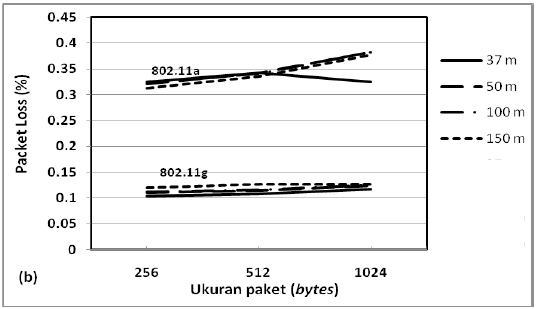 0.45
0.4
0.35
0.3
0.25
0.2
0.15
0.1
0.05
0
Packet Loss (%)
802.11a
802.11g
256
512
1024
Ukuran paket (bytes)
(b)
37 m
50 m
100 m
150 m